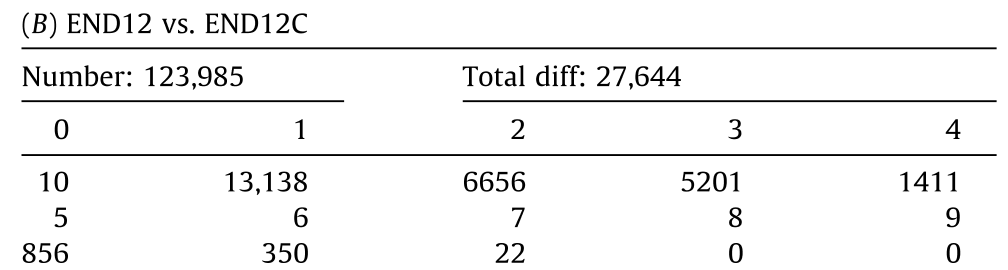 (B) END12 vs. END12C
Number: 123,985 Total diff: 27,644
0 1 2 3 4
10 13,138 6656 5201 1411
5 6 7 8 9
856 350 22 0 0